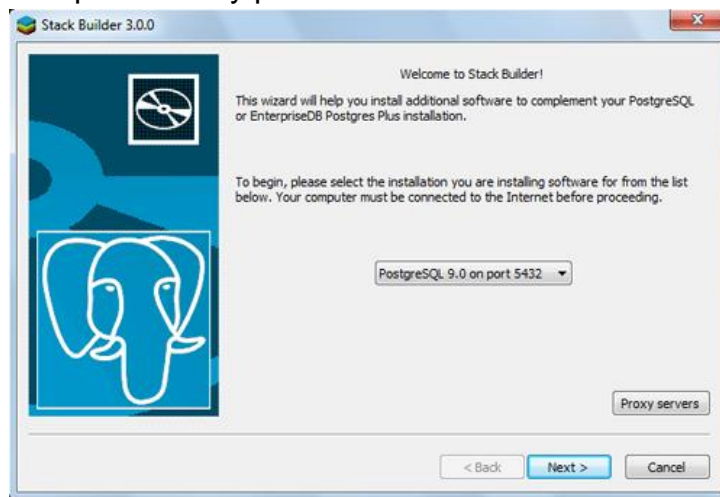 Stack Builder 3.0.0
Welcome to Stack Builder!
This wizard will help you install additional software to complement your PostgreSQL
or EnterpriseDB Postgres Plus installation.
To begin, please select the installation you are installing software for from the list
below. Your computer must be connected to the Internet before proceeding.
PostgreSQL 9.0 on port 5432
Proxy servers
< Back Next > Cancel